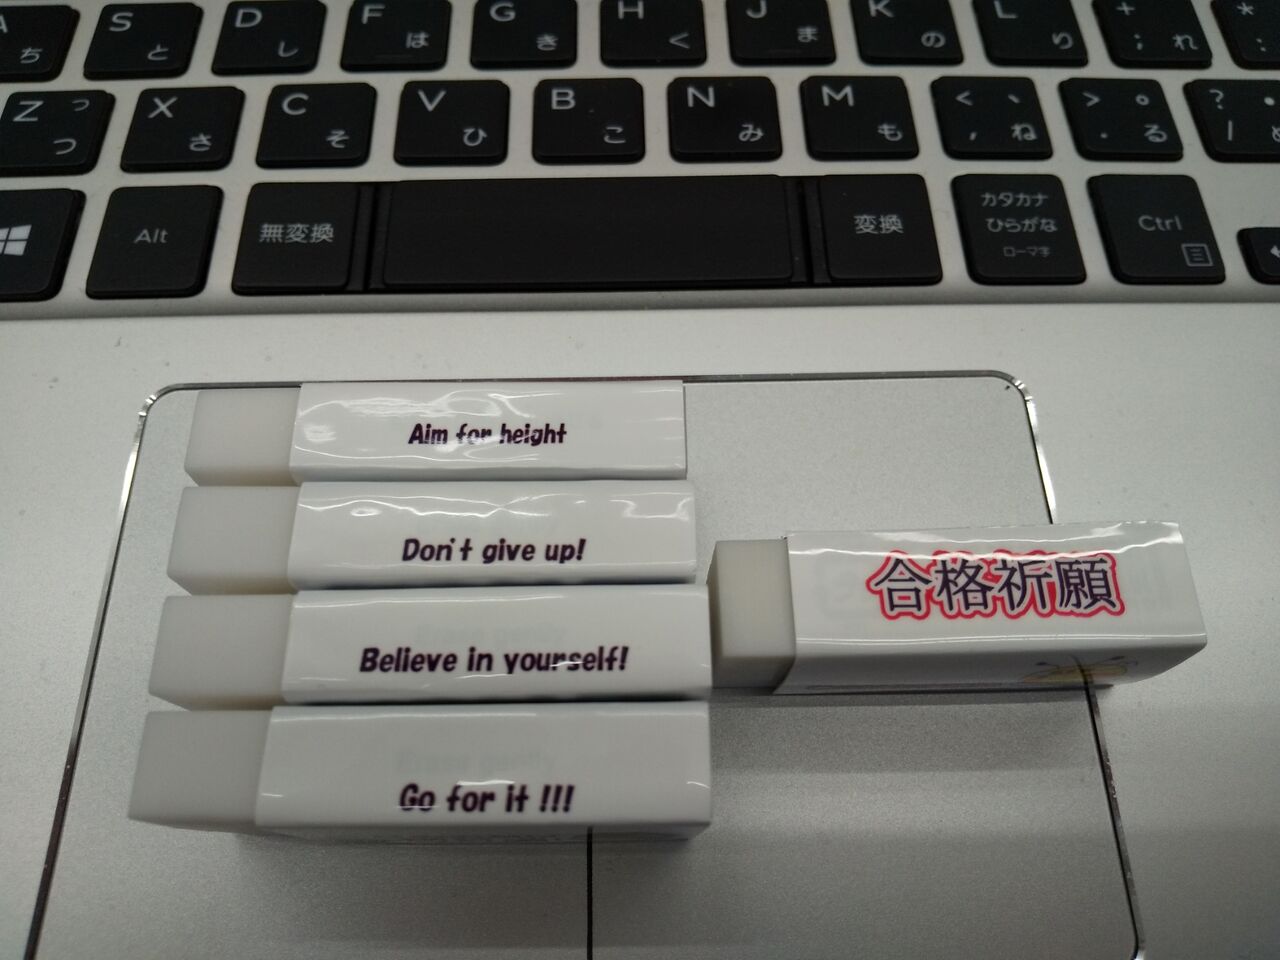 A ち S と D し F は G き H く J ま K の L り + ; れ * :
Z っ つ X さ C そ V ひ B こ N み M も < 、 , ね > 。 . る ? /
Alt 無変換 変換 カタカナ ひらがな ローマ字 Ctrl
Aim for height
Don't give up!
Believe in yourself!
Go for it !!!
合格祈願